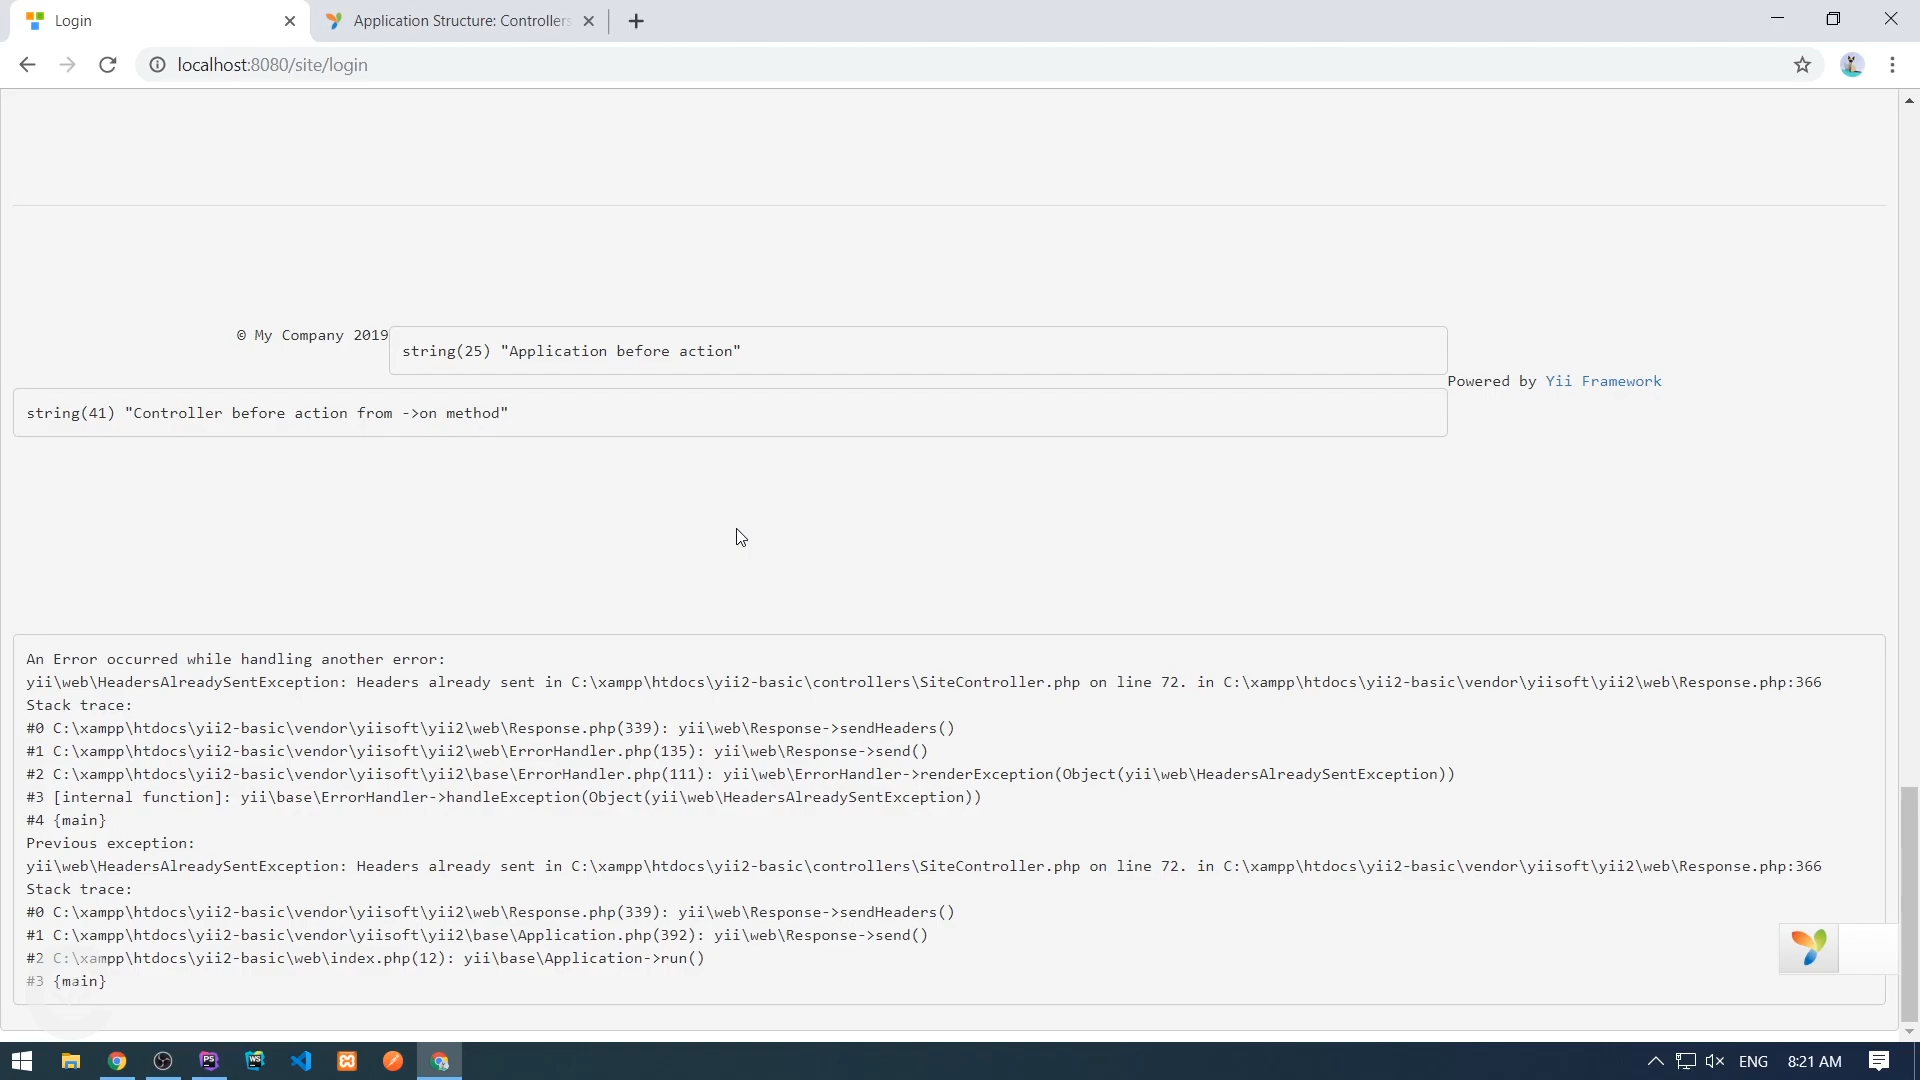 Login
Application Structure: Controllers
localhost:8080/site/login
© My Company 2019
string(25) "Application before action"
Powered by Yii Framework
string(41) "Controller before action from ->on method"
An Error occurred while handling another error:
yii\web\HeadersAlreadySentException: Headers already sent in C:\xampp\htdocs\yii2-basic\controllers\SiteController.php on line 72. in C:\xampp\htdocs\yii2-basic\vendor\yiisoft\yii2\web\Response.php:366
Stack trace:
#0 C:\xampp\htdocs\yii2-basic\vendor\yiisoft\yii2\web\Response.php(339): yii\web\Response->sendHeaders()
#1 C:\xampp\htdocs\yii2-basic\vendor\yiisoft\yii2\web\ErrorHandler.php(135): yii\web\Response->send()
#2 C:\xampp\htdocs\yii2-basic\vendor\yiisoft\yii2\base\ErrorHandler.php(111): yii\web\ErrorHandler->renderException(Object(yii\web\HeadersAlreadySentException))
#3 [internal function]: yii\base\ErrorHandler->handleException(Object(yii\web\HeadersAlreadySentException))
#4 {main}
Previous exception:
yii\web\HeadersAlreadySentException: Headers already sent in C:\xampp\htdocs\yii2-basic\controllers\SiteController.php on line 72. in C:\xampp\htdocs\yii2-basic\vendor\yiisoft\yii2\web\Response.php:366
Stack trace:
#0 C:\xampp\htdocs\yii2-basic\vendor\yiisoft\yii2\web\Response.php(339): yii\web\Response->sendHeaders()
#1 C:\xampp\htdocs\yii2-basic\vendor\yiisoft\yii2\base\Application.php(392): yii\web\Response->send()
#2 C:\xampp\htdocs\yii2-basic\web\index.php(12): yii\base\Application->run()
#3 {main}
PS
WS
ENG
8:21 AM